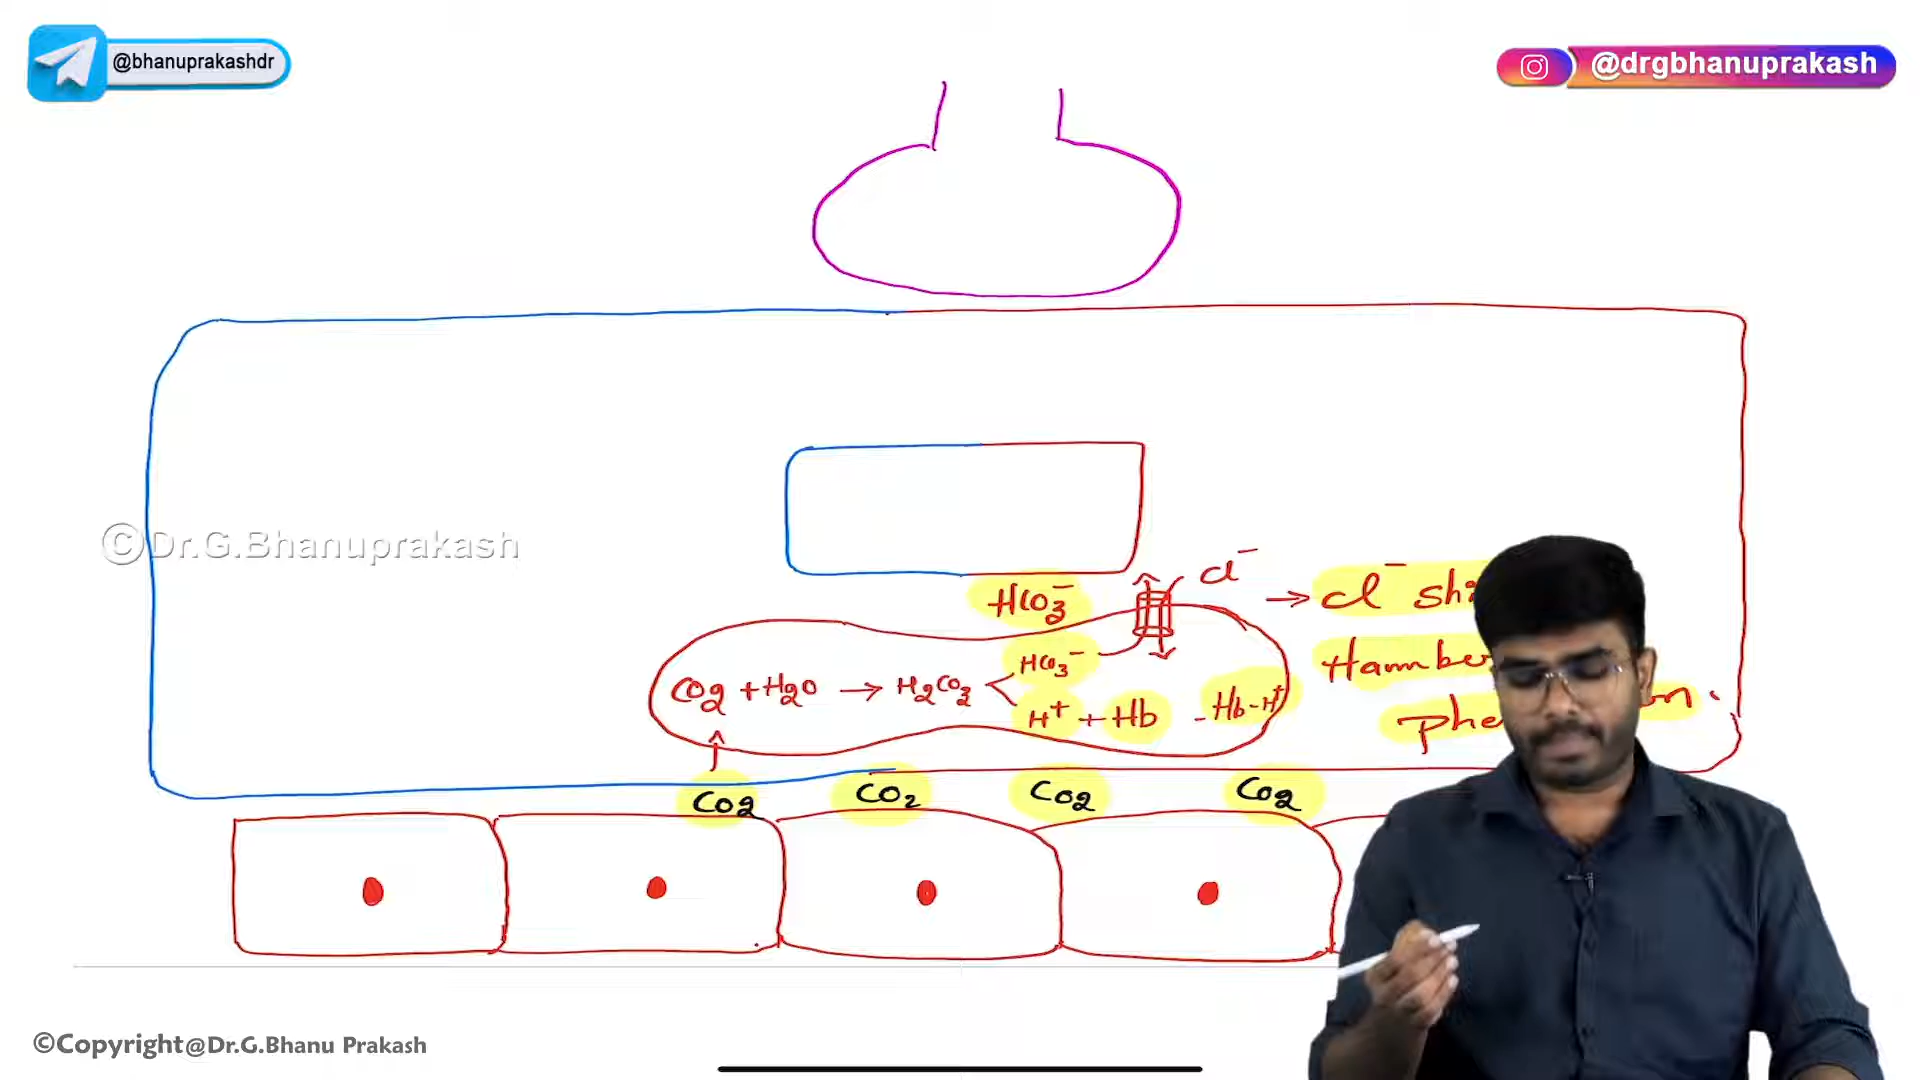 @bhanuprakashdr
@drgbhanuprakash
©Dr.G.Bhanuprakash
HCO3⁻
Cl⁻
→ Cl⁻ shi
CO2 + H2O → H2CO3
HCO3⁻
H⁺ + Hb - Hb-H⁺
Hambe
phe n.
CO2 CO2 CO2 CO2
©Copyright@Dr.G.Bhanu Prakash